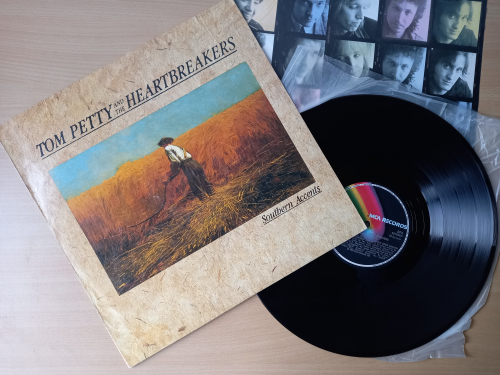 TOM PETTY AND THE HEARTBREAKERS
Southern Accents
MCA RECORDS